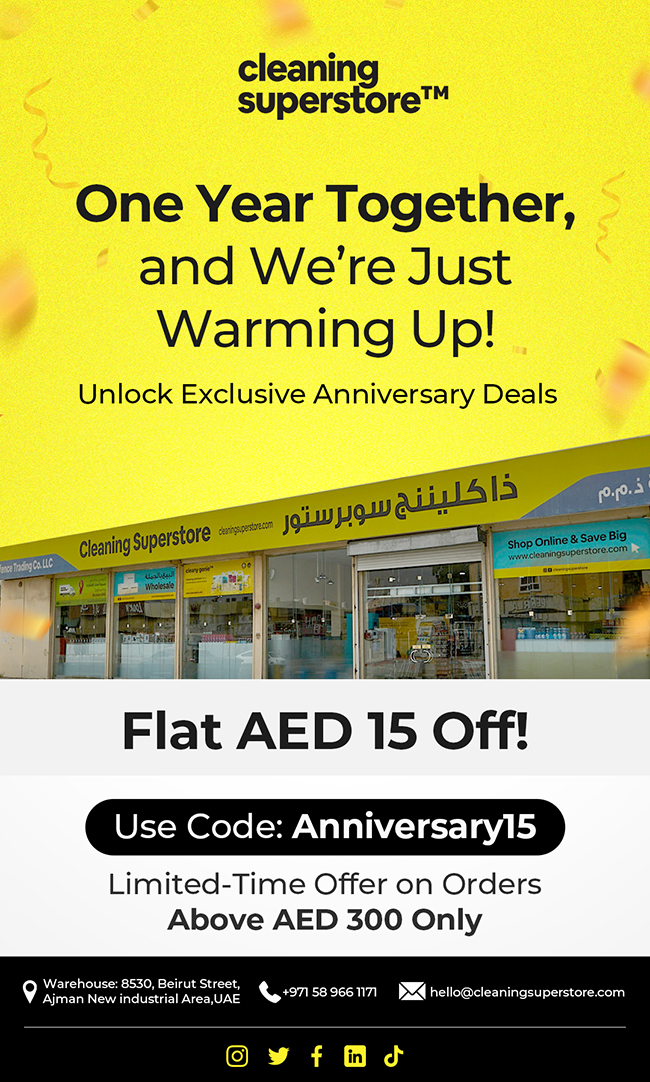 cleaning
superstore™
One Year Together,
and We're Just
Warming Up!
Unlock Exclusive Anniversary Deals
Cleaning Superstore
cleaningsuperstore.com
ذا كلينينج سوبرستور
ذ.م.م
Trading Co. LLC
Wholesale
Shop Online & Save Big
www.cleaningsuperstore.com
Flat AED 15 Off!
Use Code: Anniversary15
Limited-Time Offer on Orders
Above AED 300 Only
Warehouse: 8530, Beirut Street,
Ajman New industrial Area,UAE
+971 58 966 1171
hello@cleaningsuperstore.com